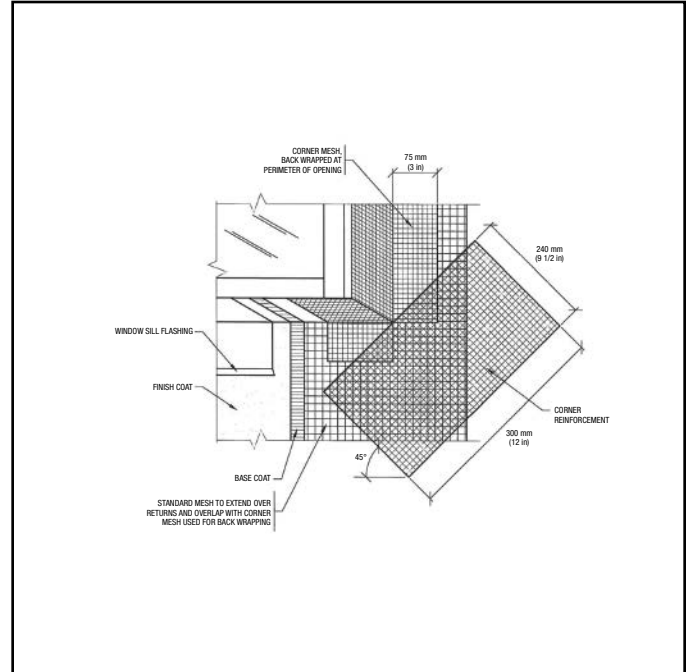 CORNER MESH,
BACK WRAPPED AT
PERIMETER OF OPENING
75 mm
(3 in)
240 mm
(9 1/2 in)
WINDOW SILL FLASHING
FINISH COAT
CORNER
REINFORCEMENT
300 mm
(12 in)
45°
BASE COAT
STANDARD MESH TO EXTEND OVER
RETURNS AND OVERLAP WITH CORNER
MESH USED FOR BACK WRAPPING